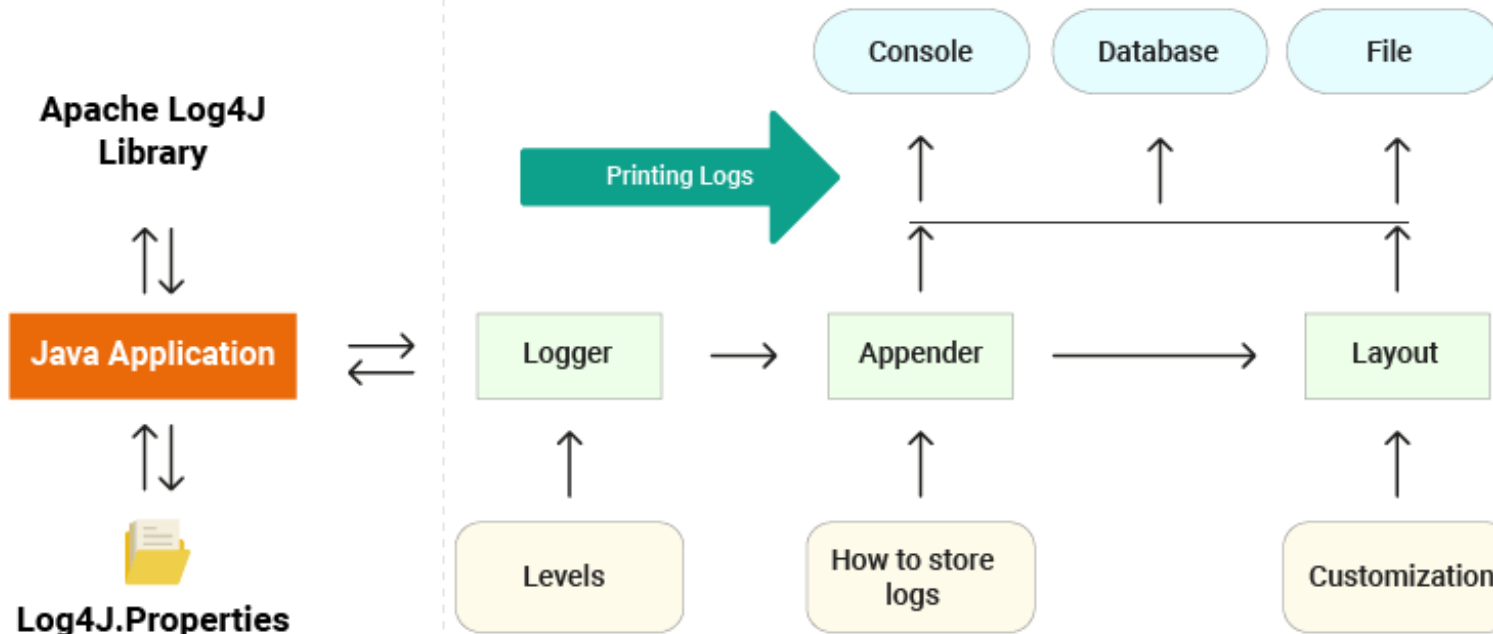 Console
Database
File
Apache Log4J
Library
Printing Logs
Java Application
Logger
Appender
Layout
Levels
How to store
logs
Customization
Log4J.Properties